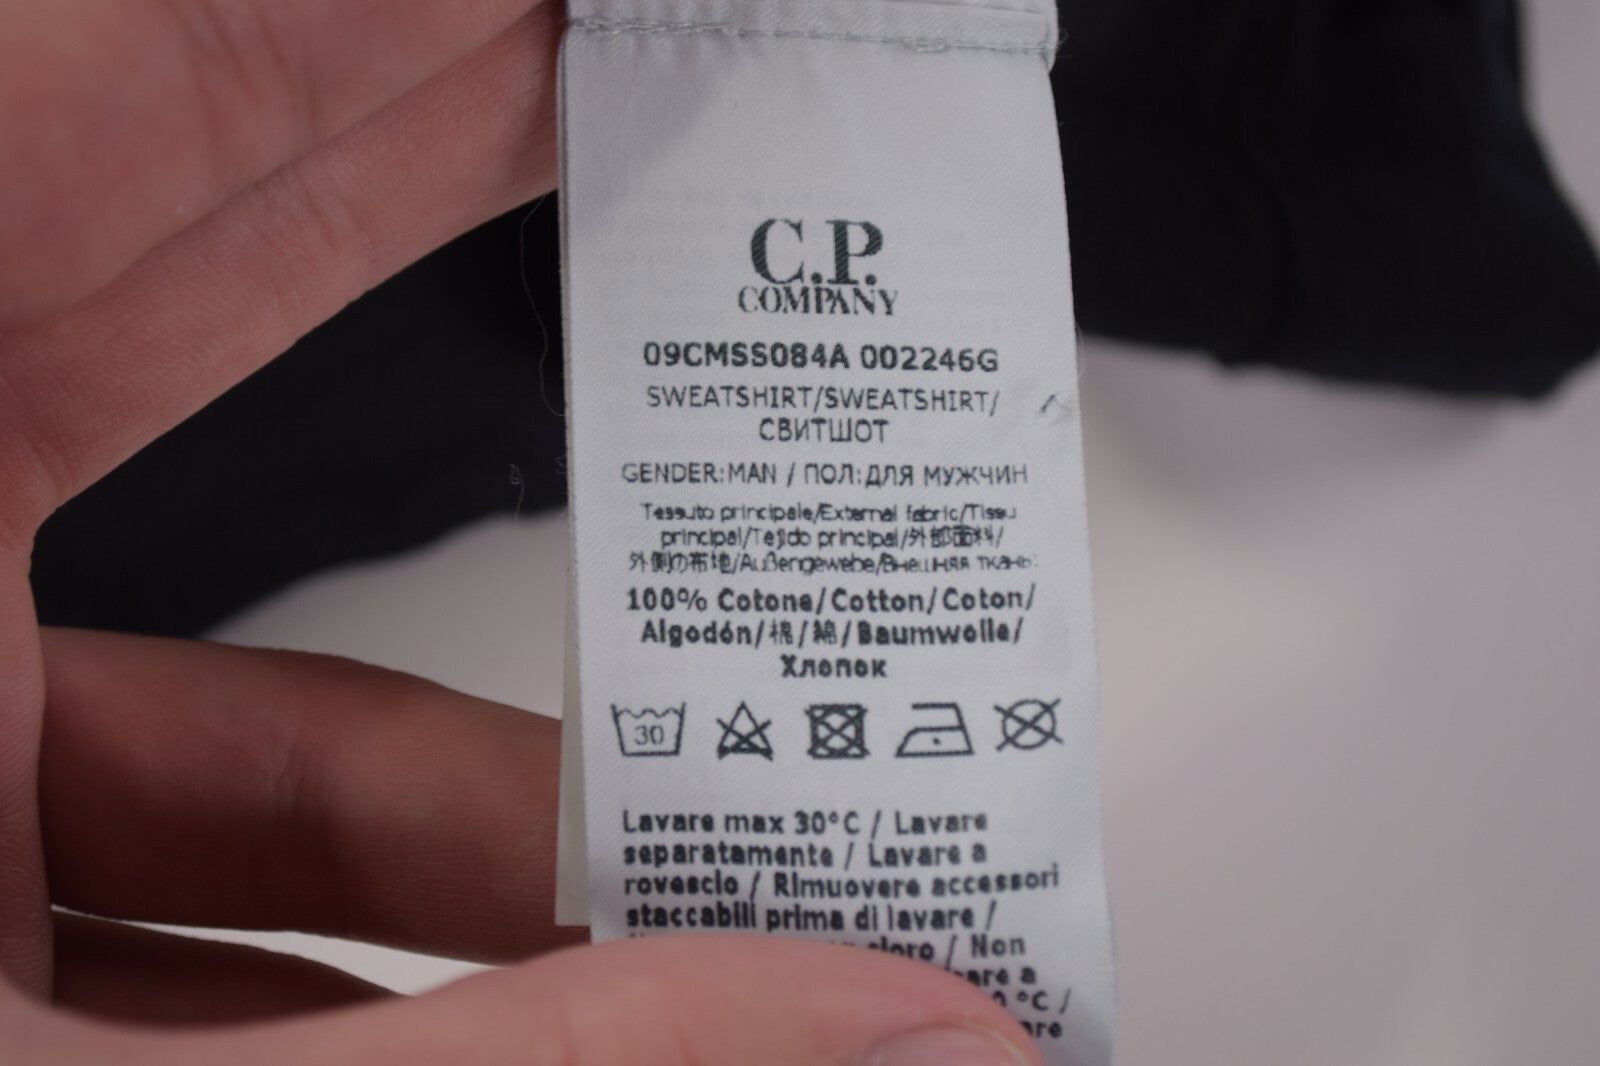 C.P.
COMPANY
09CMSS084A 002246G
SWEATSHIRT/SWEATSHIRT/
СВИТШОТ
GENDER:MAN / ПОЛ:ДЛЯ МУЖЧИН
Tessuto principale/External fabric/Tissu
principal/Tejido principal/外部面料/
外側の布地/Außengewebe/Внешняя ткань:
100% Cotone/Cotton/Coton/
Algodón/棉/綿/Baumwolle/
Хлопок
30
Lavare max 30°C / Lavare
separatamente / Lavare a
rovescio / Rimuovere accessori
staccabili prima di lavare /
cloro / Non
°C /